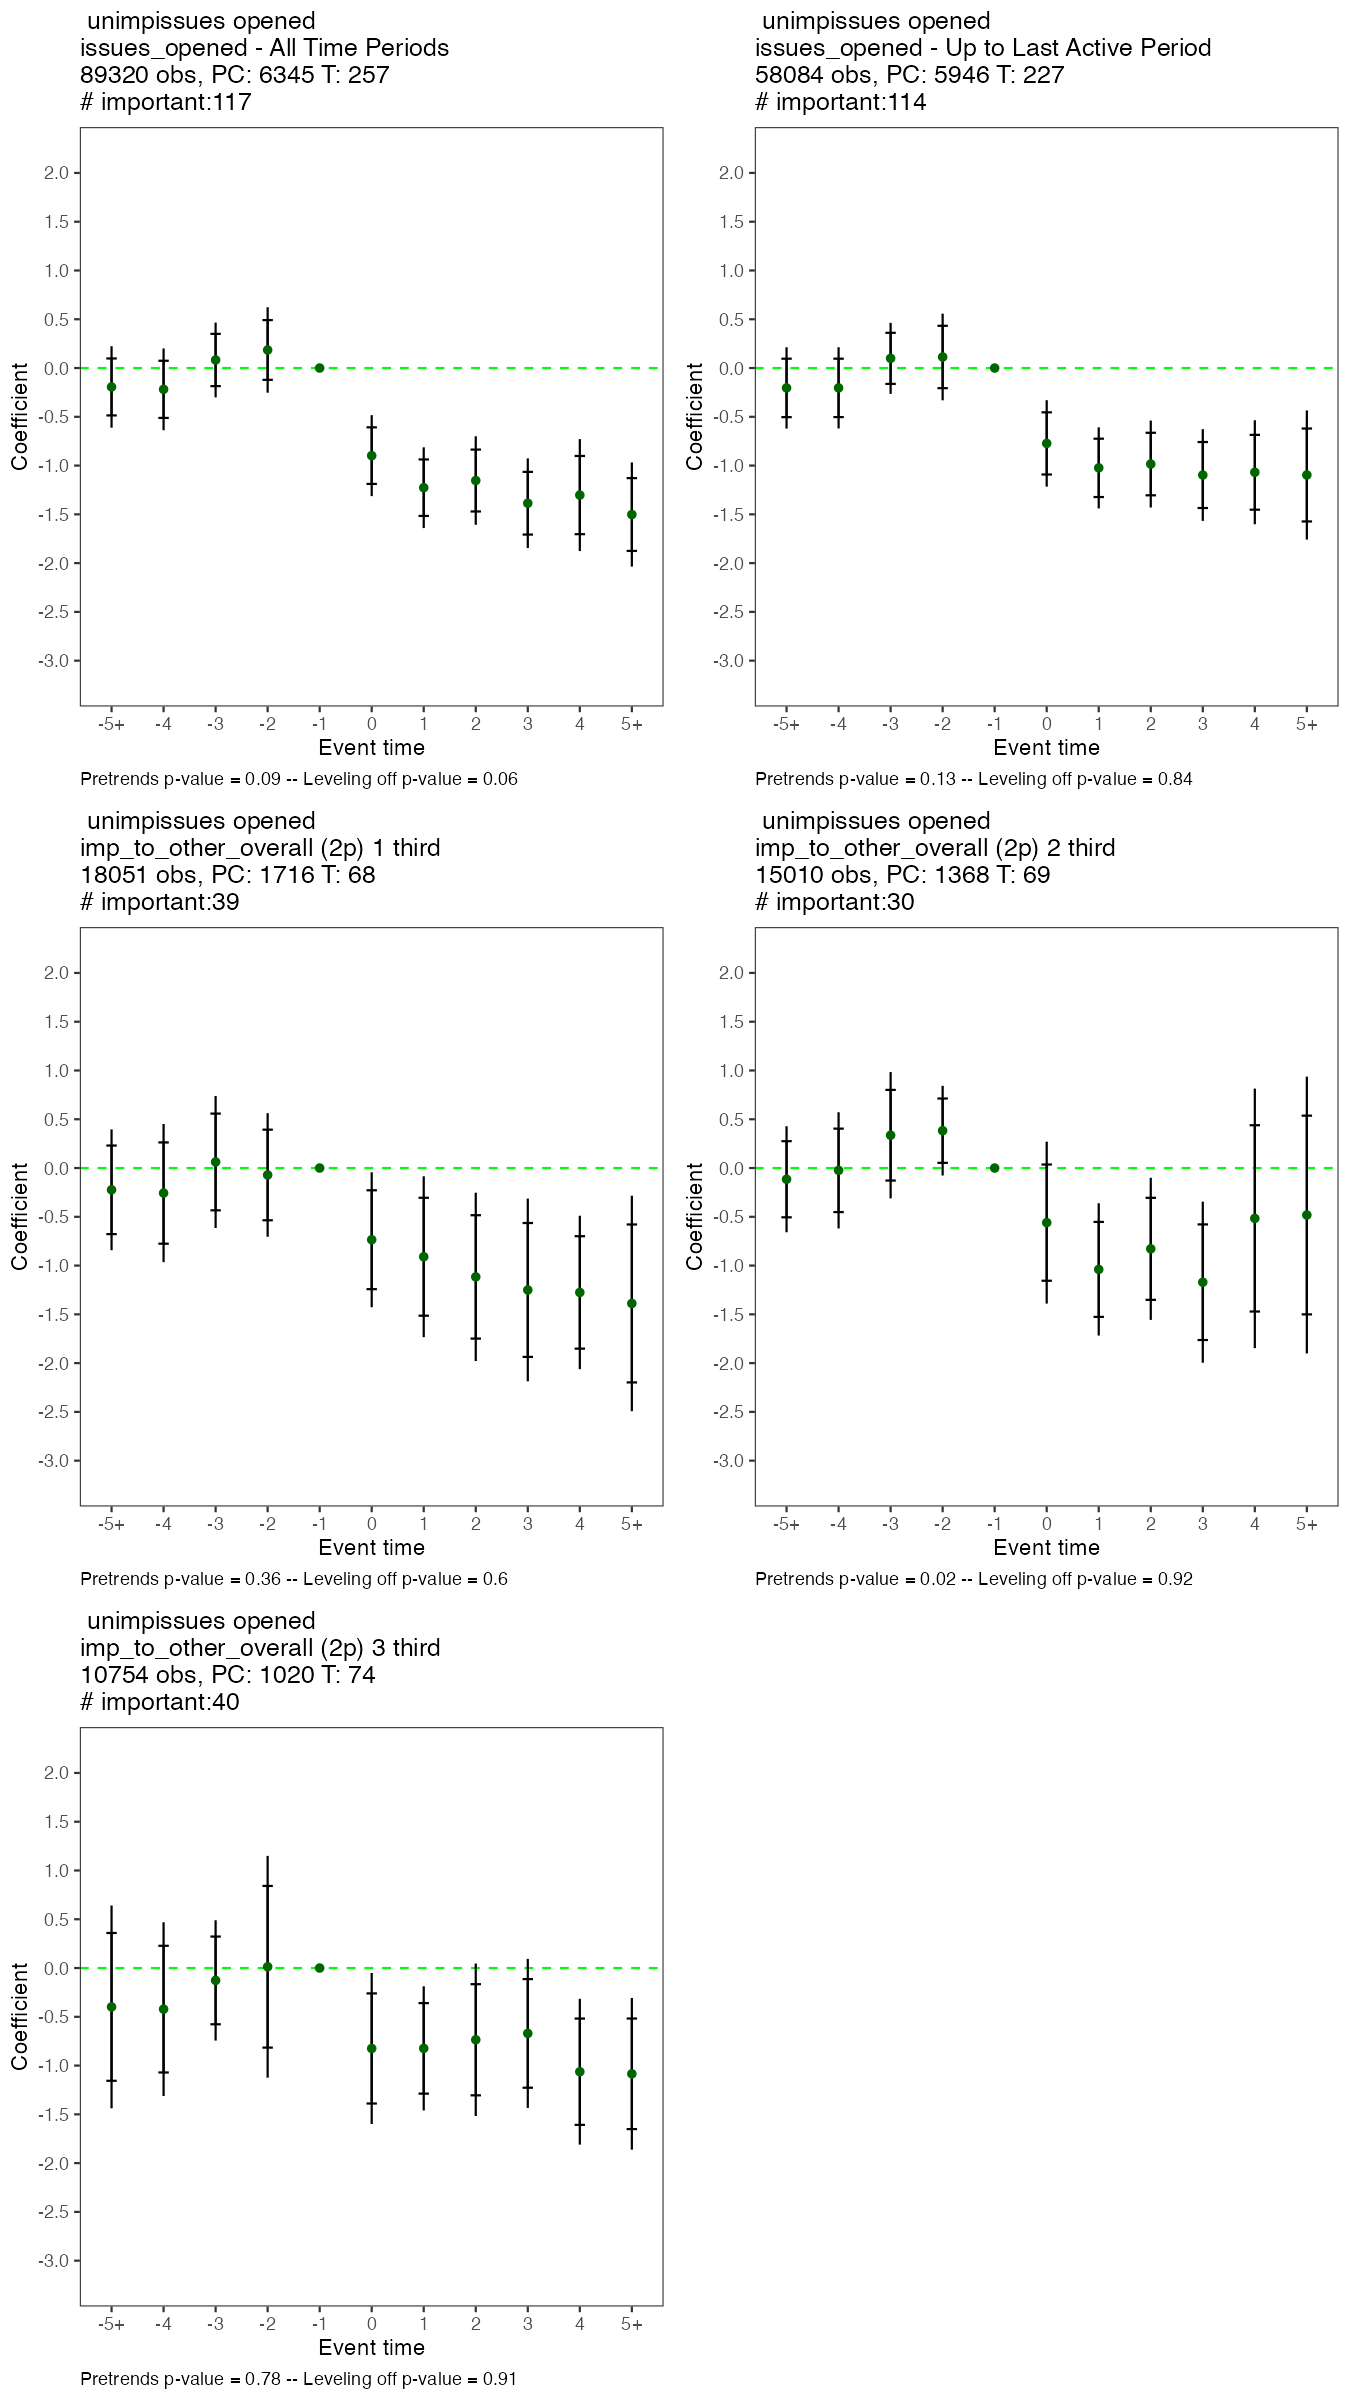 unimpissues opened
issues_opened - All Time Periods
89320 obs, PC: 6345 T: 257
# important:117
Coefficient
2.0
1.5
1.0
0.5
0.0
-0.5
-1.0
-1.5
-2.0
-2.5
-3.0
-5+ -4 -3 -2 -1 0 1 2 3 4 5+
Event time
Pretrends p-value = 0.09 -- Leveling off p-value = 0.06
unimpissues opened
issues_opened - Up to Last Active Period
58084 obs, PC: 5946 T: 227
# important:114
Coefficient
2.0
1.5
1.0
0.5
0.0
-0.5
-1.0
-1.5
-2.0
-2.5
-3.0
-5+ -4 -3 -2 -1 0 1 2 3 4 5+
Event time
Pretrends p-value = 0.13 -- Leveling off p-value = 0.84
unimpissues opened
imp_to_other_overall (2p) 1 third
18051 obs, PC: 1716 T: 68
# important:39
Coefficient
2.0
1.5
1.0
0.5
0.0
-0.5
-1.0
-1.5
-2.0
-2.5
-3.0
-5+ -4 -3 -2 -1 0 1 2 3 4 5+
Event time
Pretrends p-value = 0.36 -- Leveling off p-value = 0.6
unimpissues opened
imp_to_other_overall (2p) 2 third
15010 obs, PC: 1368 T: 69
# important:30
Coefficient
2.0
1.5
1.0
0.5
0.0
-0.5
-1.0
-1.5
-2.0
-2.5
-3.0
-5+ -4 -3 -2 -1 0 1 2 3 4 5+
Event time
Pretrends p-value = 0.02 -- Leveling off p-value = 0.92
unimpissues opened
imp_to_other_overall (2p) 3 third
10754 obs, PC: 1020 T: 74
# important:40
Coefficient
2.0
1.5
1.0
0.5
0.0
-0.5
-1.0
-1.5
-2.0
-2.5
-3.0
-5+ -4 -3 -2 -1 0 1 2 3 4 5+
Event time
Pretrends p-value = 0.78 -- Leveling off p-value = 0.91